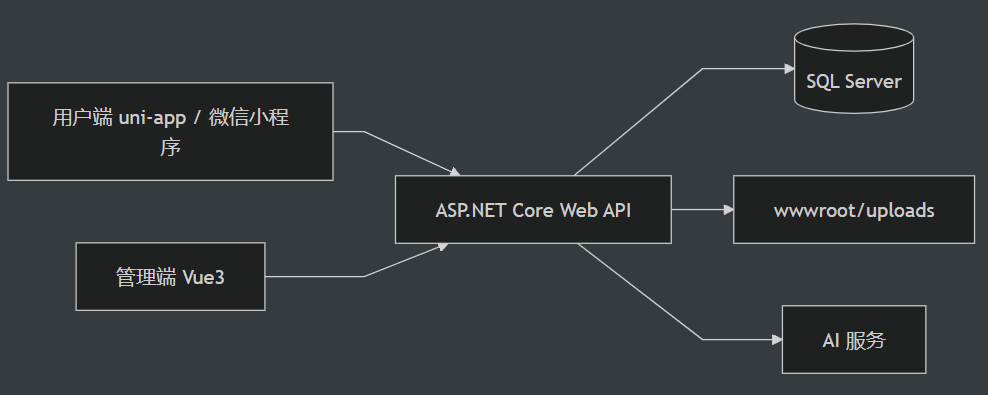 用户端 uni-app / 微信小程
序
管理端 Vue3
ASP.NET Core Web API
SQL Server
wwwroot/uploads
AI 服务